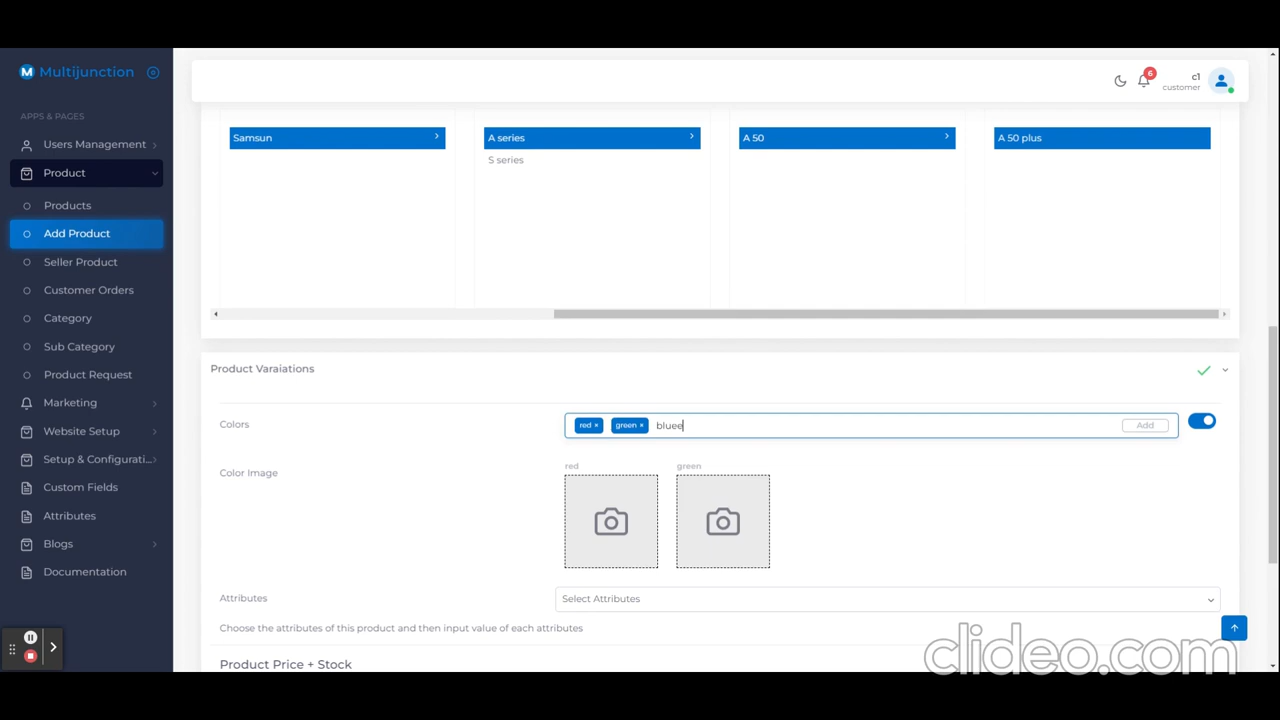 Multijunction
c1
customer
6
APPS & PAGES
Users Management
Product
Products
Add Product
Seller Product
Customer Orders
Category
Sub Category
Product Request
Marketing
Website Setup
Setup & Configurati...
Custom Fields
Attributes
Blogs
Documentation
Samsun
A series
S series
A 50
A 50 plus
Product Varaiations
Colors
red ×
green ×
bluee
Add
Color Image
red
green
Attributes
Select Attributes
Choose the attributes of this product and then input value of each attributes
Product Price + Stock
clideo.com